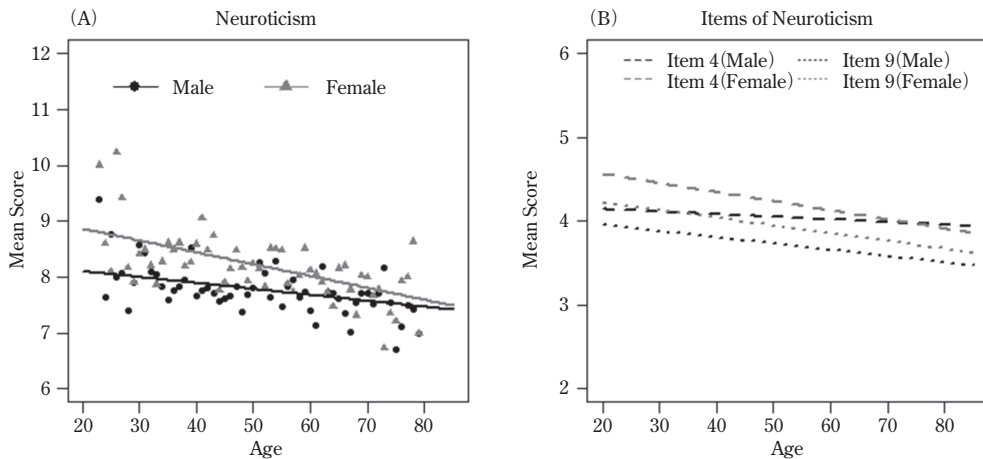 (A)
Neuroticism
12
11
10
9
8
7
6
Mean Score
Male
Female
20 30 40 50 60 70 80
Age
(B)
Items of Neuroticism
6
5
4
3
2
Mean Score
Item 4(Male) Item 9(Male)
Item 4(Female) Item 9(Female)
20 30 40 50 60 70 80
Age